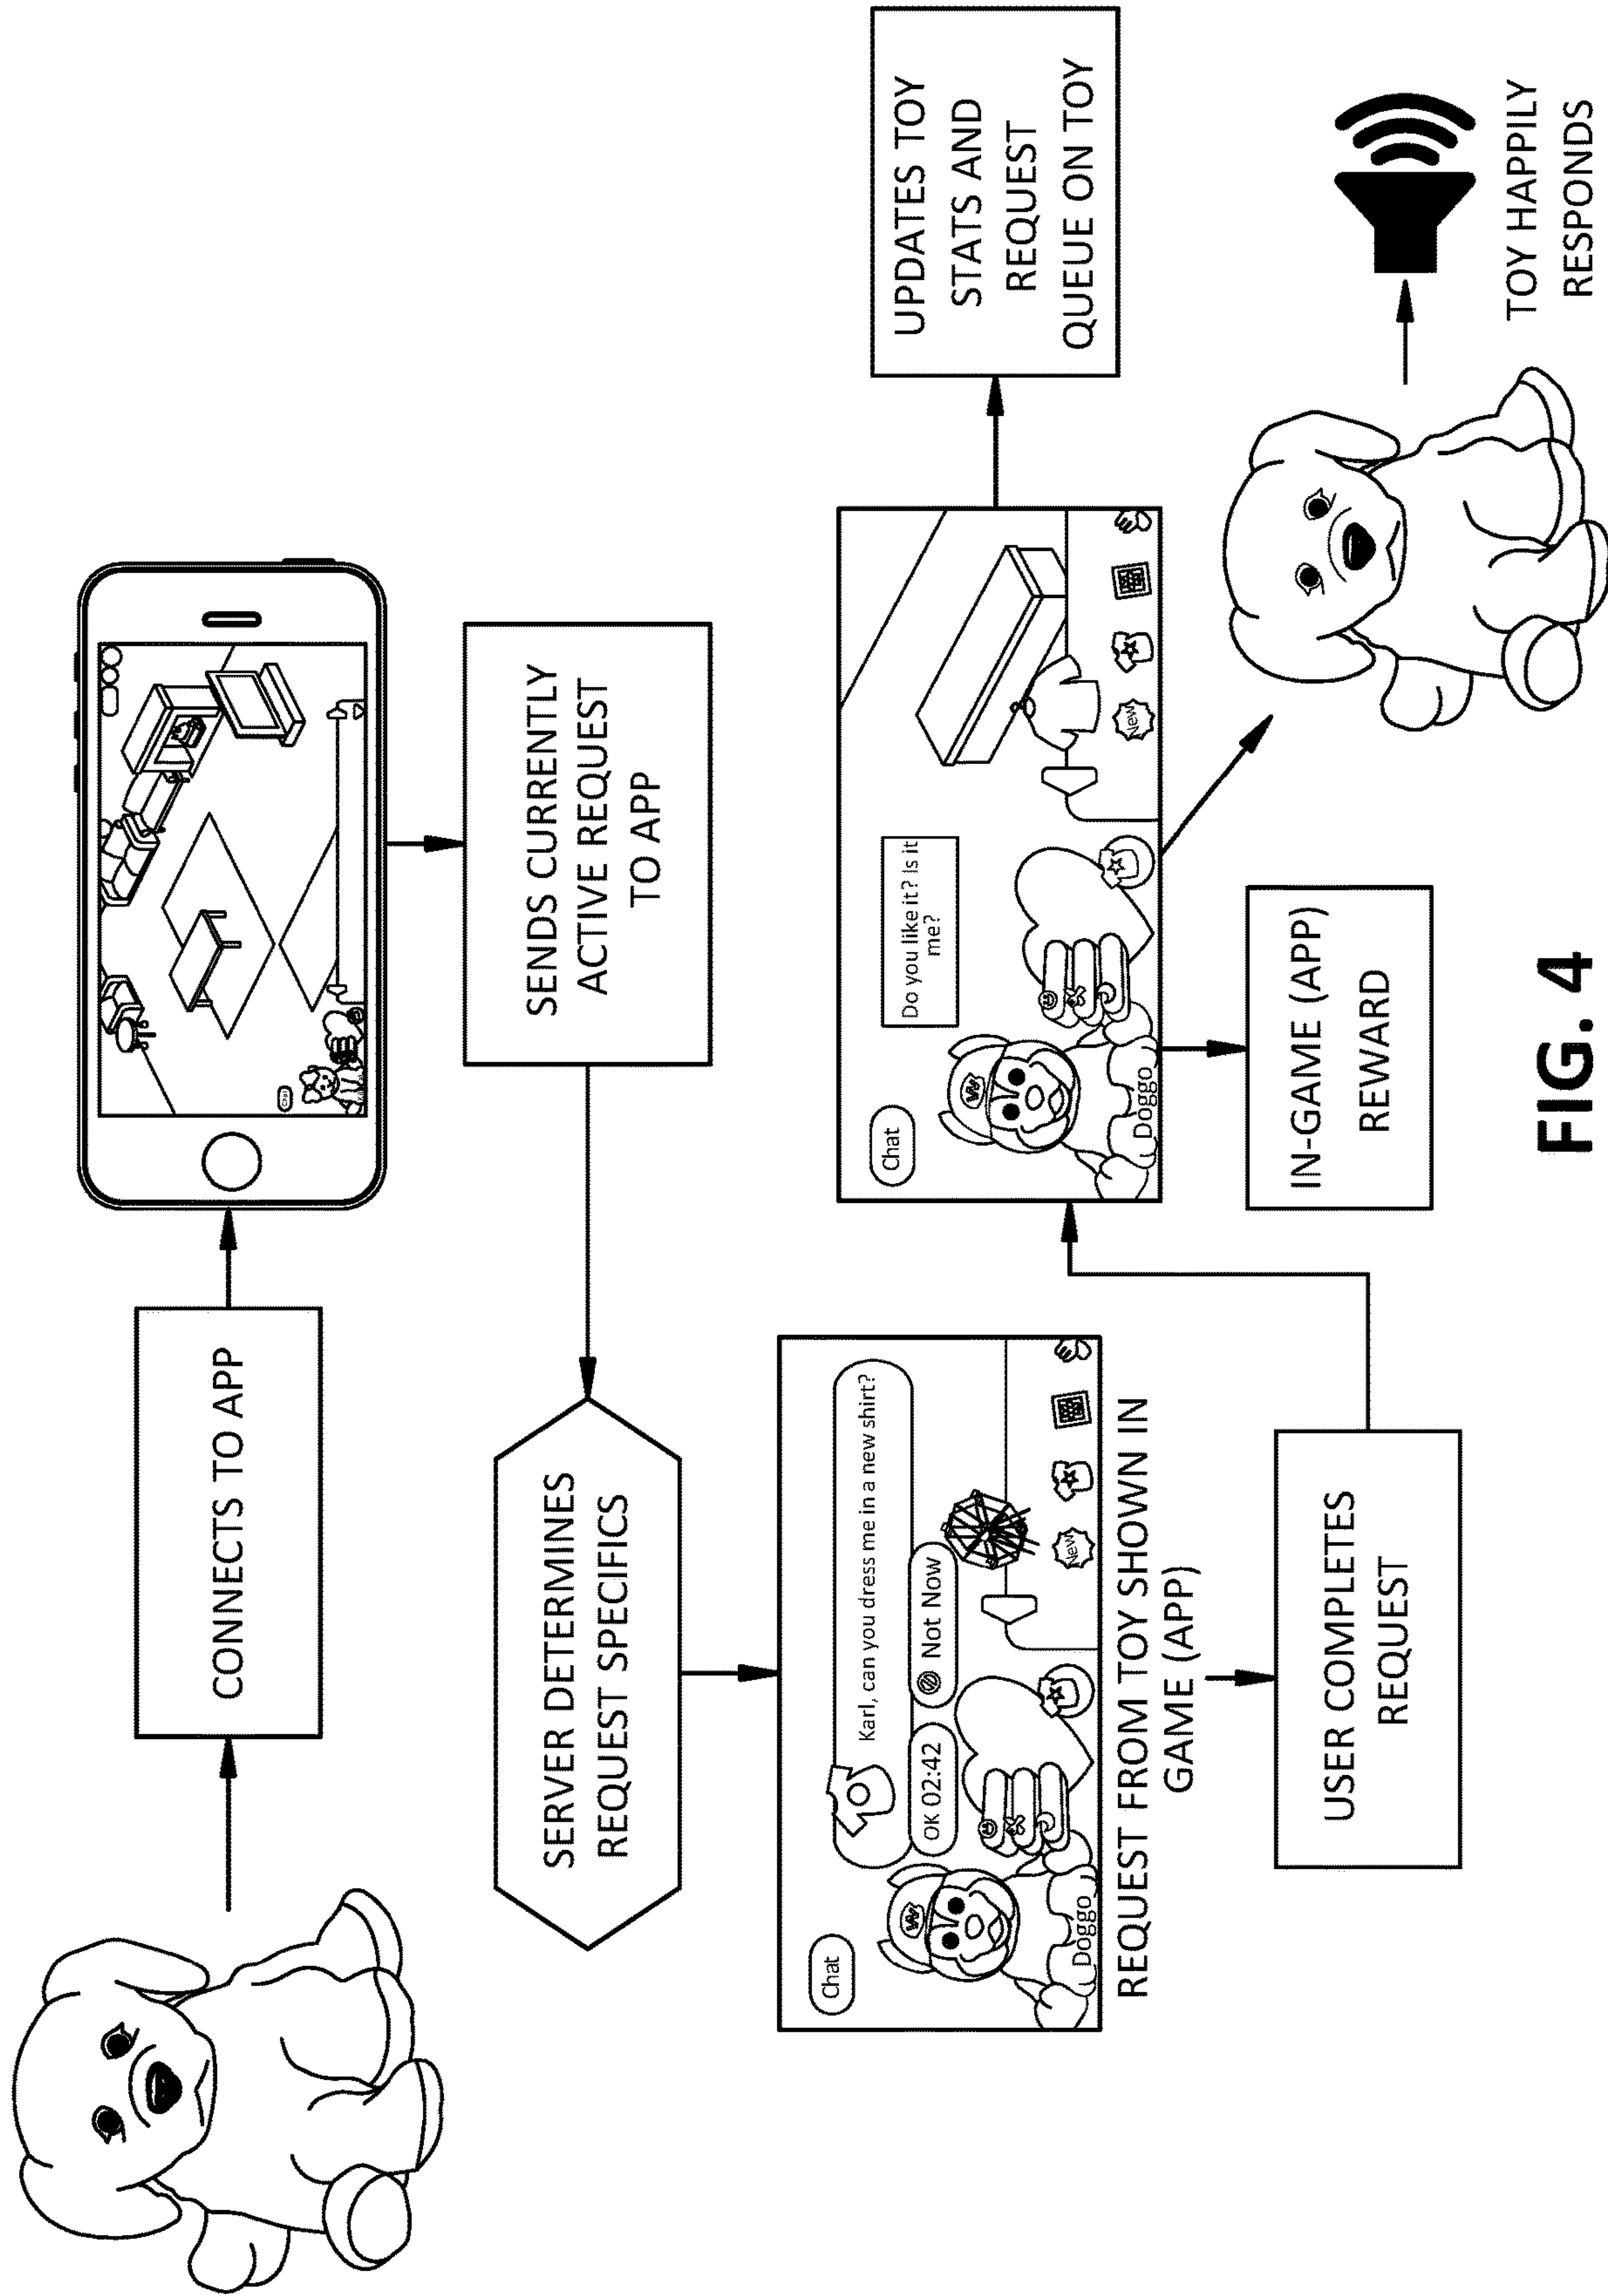 CONNECTS TO APP
Chat
SENDS CURRENTLY
ACTIVE REQUEST
TO APP
SERVER DETERMINES
REQUEST SPECIFICS
Chat
Karl, can you dress me in a new shirt?
OK 02:42
Not Now
W
Doggo
New
REQUEST FROM TOY SHOWN IN
GAME (APP)
USER COMPLETES
REQUEST
Chat
Do you like it? Is it
me?
W
Doggo
New
UPDATES TOY
STATS AND
REQUEST
QUEUE ON TOY
IN-GAME (APP)
REWARD
TOY HAPPILY
RESPONDS
FIG. 4